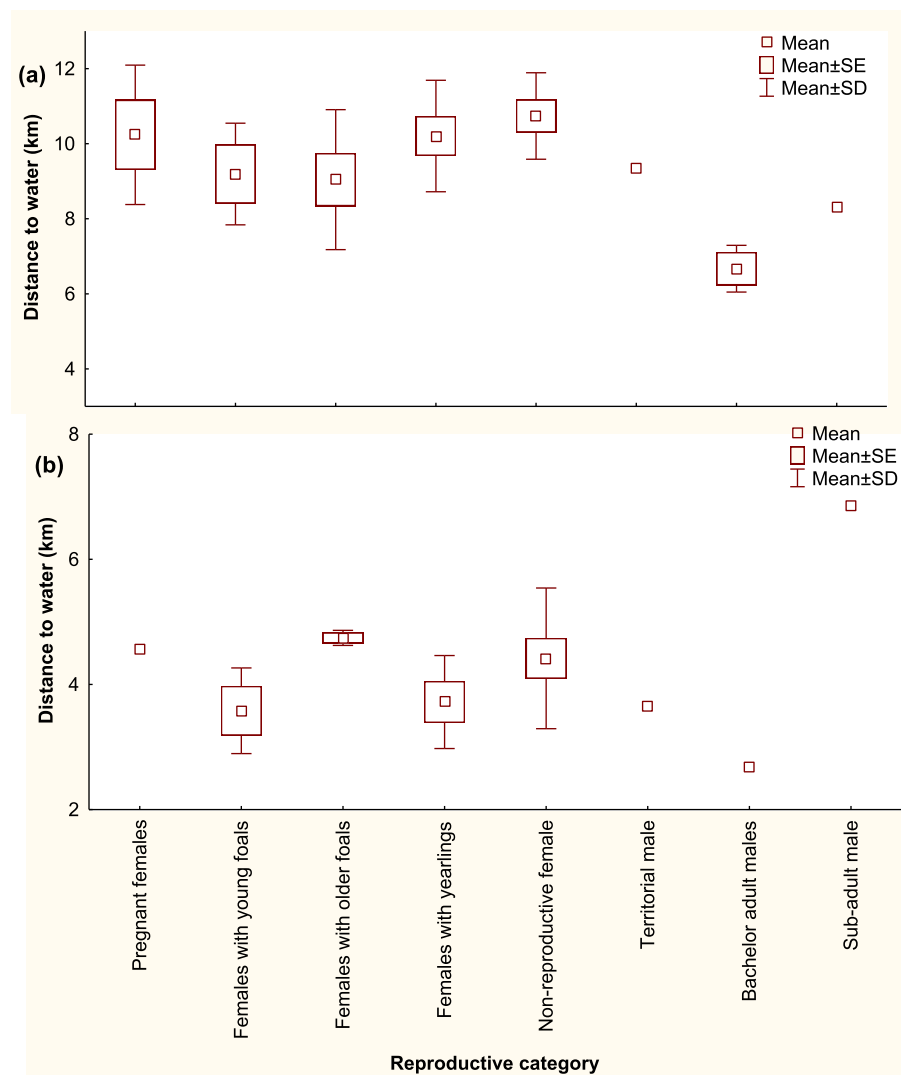 (a)
Mean
Mean±SE
Mean±SD
12
10
8
6
4
Distance to water (km)
(b)
Mean
Mean±SE
Mean±SD
8
6
4
2
Distance to water (km)
Pregnant females
Females with young foals
Females with older foals
Females with yearlings
Non-reproductive female
Territorial male
Bachelor adult males
Sub-adult male
Reproductive category